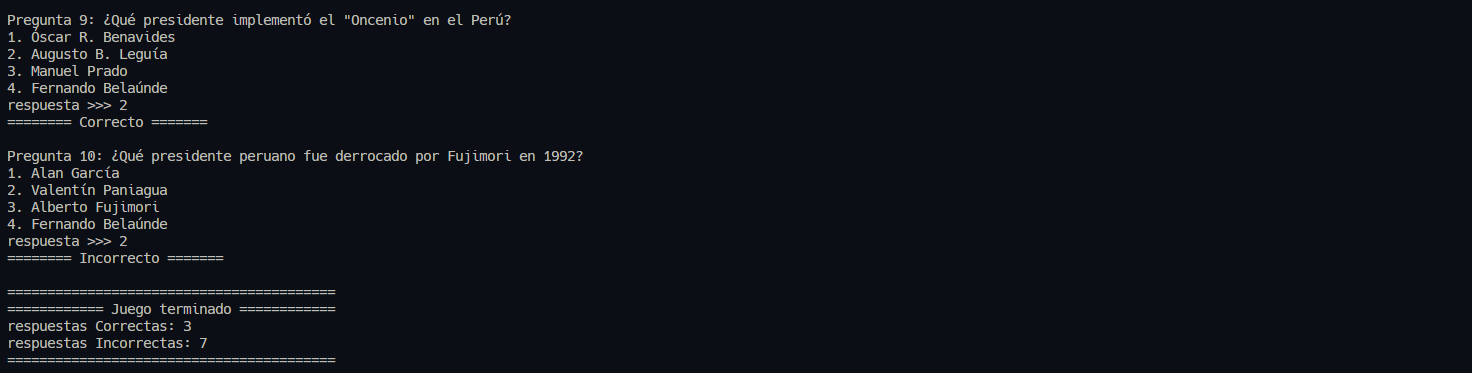 Pregunta 9: ¿Qué presidente implementó el "Oncenio" en el Perú?
1. Óscar R. Benavides
2. Augusto B. Leguía
3. Manuel Prado
4. Fernando Belaúnde
respuesta >>> 2
======== Correcto =======
Pregunta 10: ¿Qué presidente peruano fue derrocado por Fujimori en 1992?
1. Alan García
2. Valentín Paniagua
3. Alberto Fujimori
4. Fernando Belaúnde
respuesta >>> 2
======== Incorrecto =======
=========================================
============ Juego terminado ============
respuestas Correctas: 3
respuestas Incorrectas: 7
=========================================